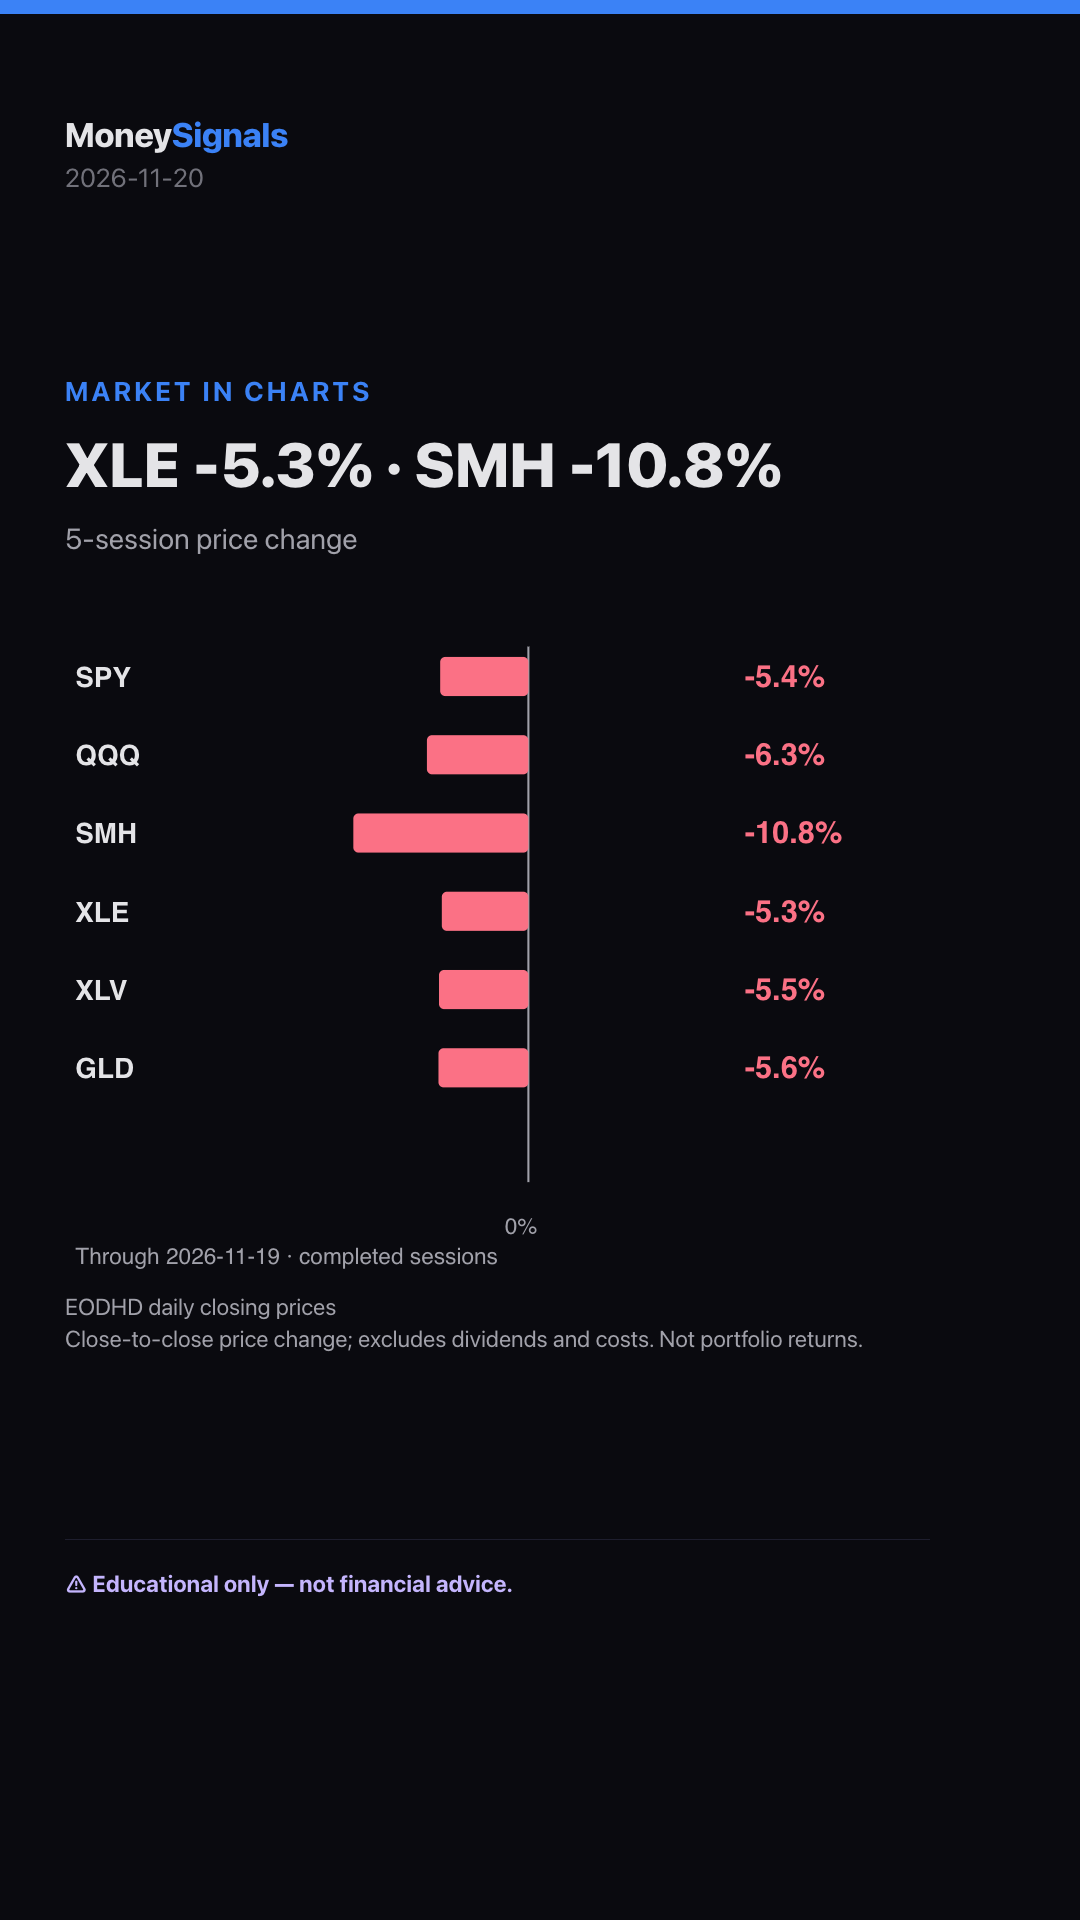 MoneySignals
2026-11-20
MARKET IN CHARTS
XLE -5.3% · SMH -10.8%
5-session price change
SPY -5.4%
QQQ -6.3%
SMH -10.8%
XLE -5.3%
XLV -5.5%
GLD -5.6%
0%
Through 2026-11-19 · completed sessions
EODHD daily closing prices
Close-to-close price change; excludes dividends and costs. Not portfolio returns.
⚠ Educational only — not financial advice.